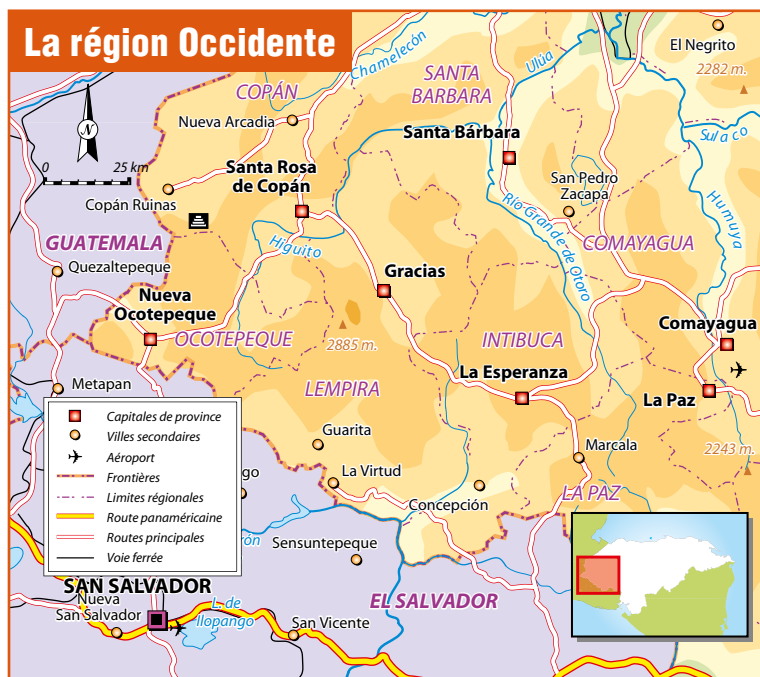 La région Occidente
El Negrito
2282 m.
Chamelecón
Ulúa
COPÁN
SANTA
BARBARA
Nueva Arcadia
N
Santa Bárbara
Sulaco
0 25 km
Santa Rosa
de Copán
San Pedro
Zacapa
Copán Ruinas
Humuya
Río Grande de Otoro
GUATEMALA
Higuito
COMAYAGUA
Quezaltepeque
Gracias
Nueva
Ocotepeque
Comayagua
OCOTEPEQUE
2885 m.
INTIBUCA
La Esperanza
Metapan
LEMPIRA
La Paz
Capitales de province
Villes secondaires
Aéroport
Frontières
Limites régionales
Route panaméricaine
Routes principales
Voie ferrée
Guarita
Marcala
2243 m.
La Virtud
LA PAZ
Concepción
Sensuntepeque
SAN SALVADOR
EL SALVADOR
Nueva
San Salvador
L. de
Ilopango
San Vicente